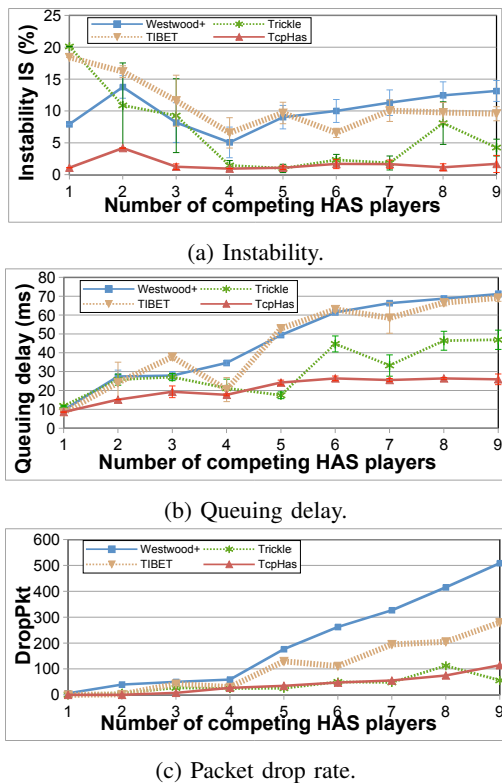 Westwood+ Trickle
TIBET TcpHas
Instability IS (%)
25
20
15
10
5
0
1 2 3 4 5 6 7 8 9
Number of competing HAS players
(a) Instability.
Westwood+ Trickle
TIBET TcpHas
Queuing delay (ms)
80
70
60
50
40
30
20
10
0
1 2 3 4 5 6 7 8 9
Number of competing HAS players
(b) Queuing delay.
Westwood+ Trickle
TIBET TcpHas
DropPkt
600
500
400
300
200
100
0
1 2 3 4 5 6 7 8 9
Number of competing HAS players
(c) Packet drop rate.